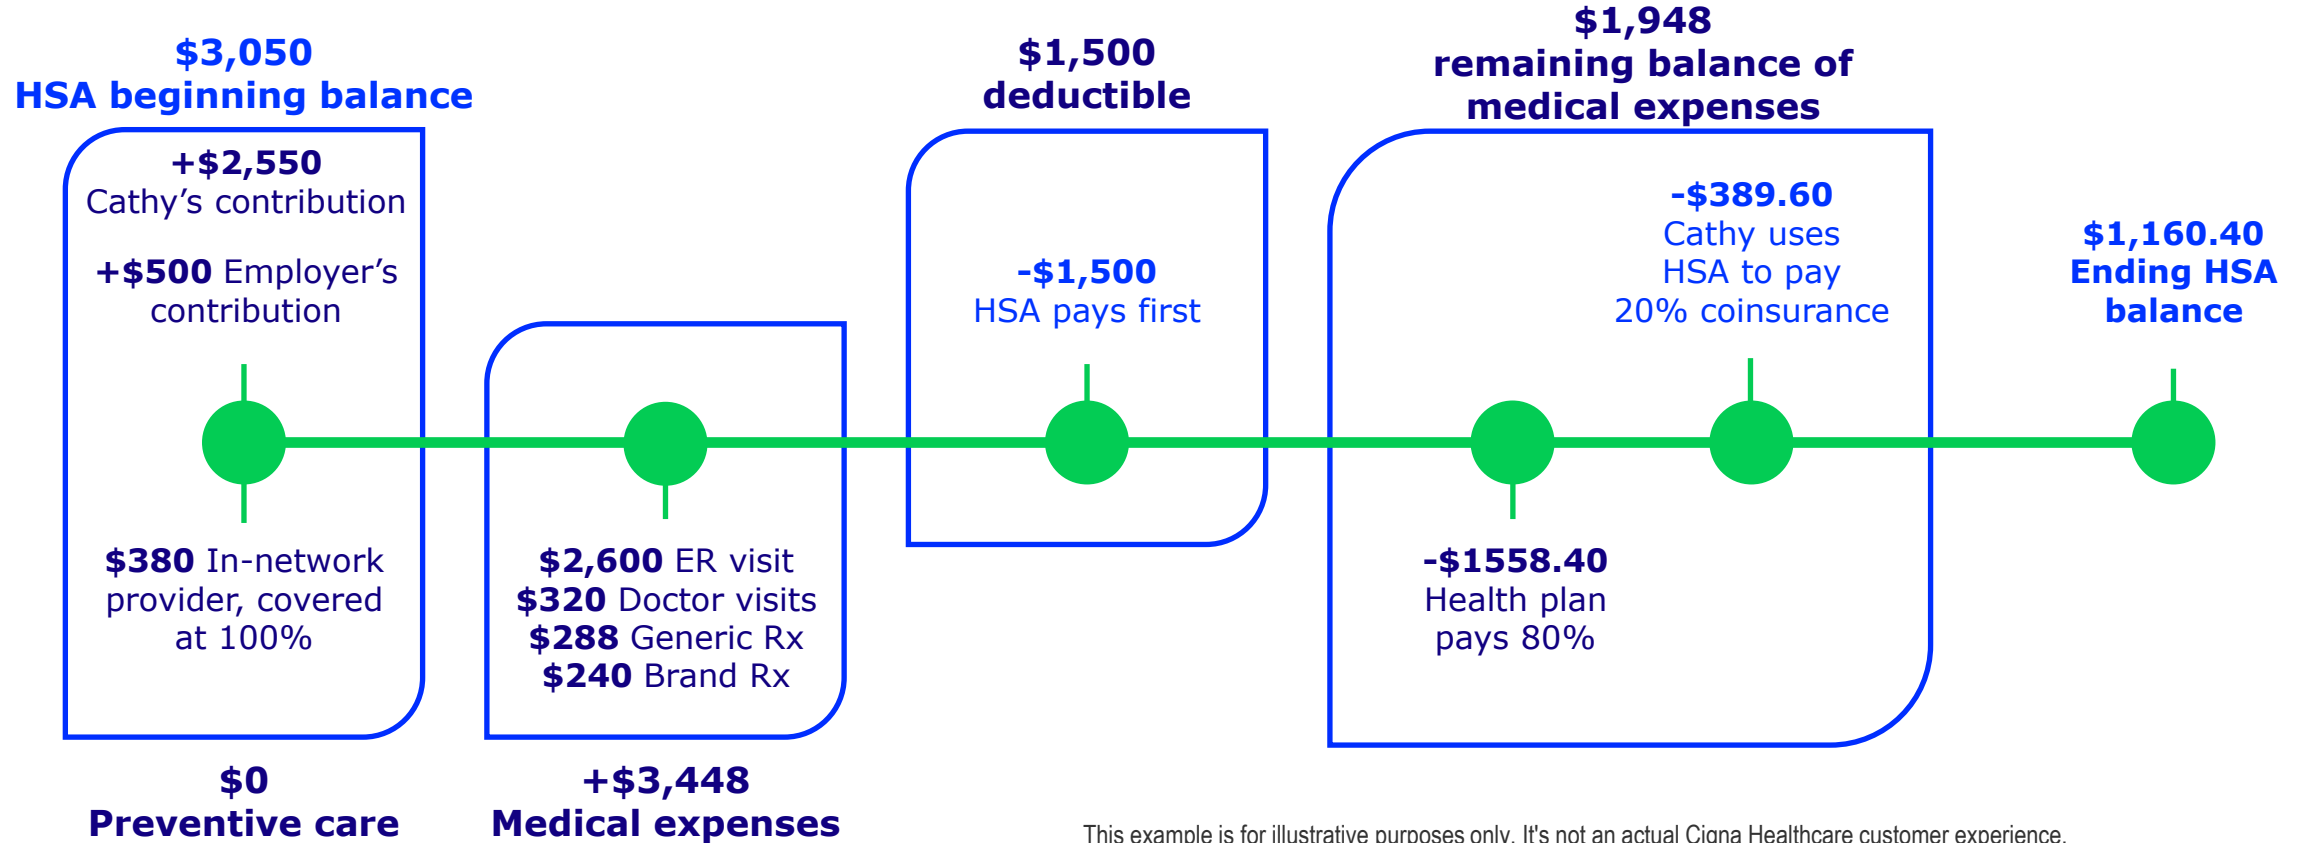 $3,050
HSA beginning balance
+$2,550
Cathy’s contribution
+$500 Employer’s
contribution
$380 In-network
provider, covered
at 100%
$0
Preventive care
$2,600 ER visit
$320 Doctor visits
$288 Generic Rx
$240 Brand Rx
+$3,448
Medical expenses
$1,500
deductible
-$1,500
HSA pays first
$1,948
remaining balance of
medical expenses
-$1558.40
Health plan
pays 80%
-$389.60
Cathy uses
HSA to pay
20% coinsurance
$1,160.40
Ending HSA
balance
This example is for illustrative purposes only. It's not an actual Cigna Healthcare customer experience.